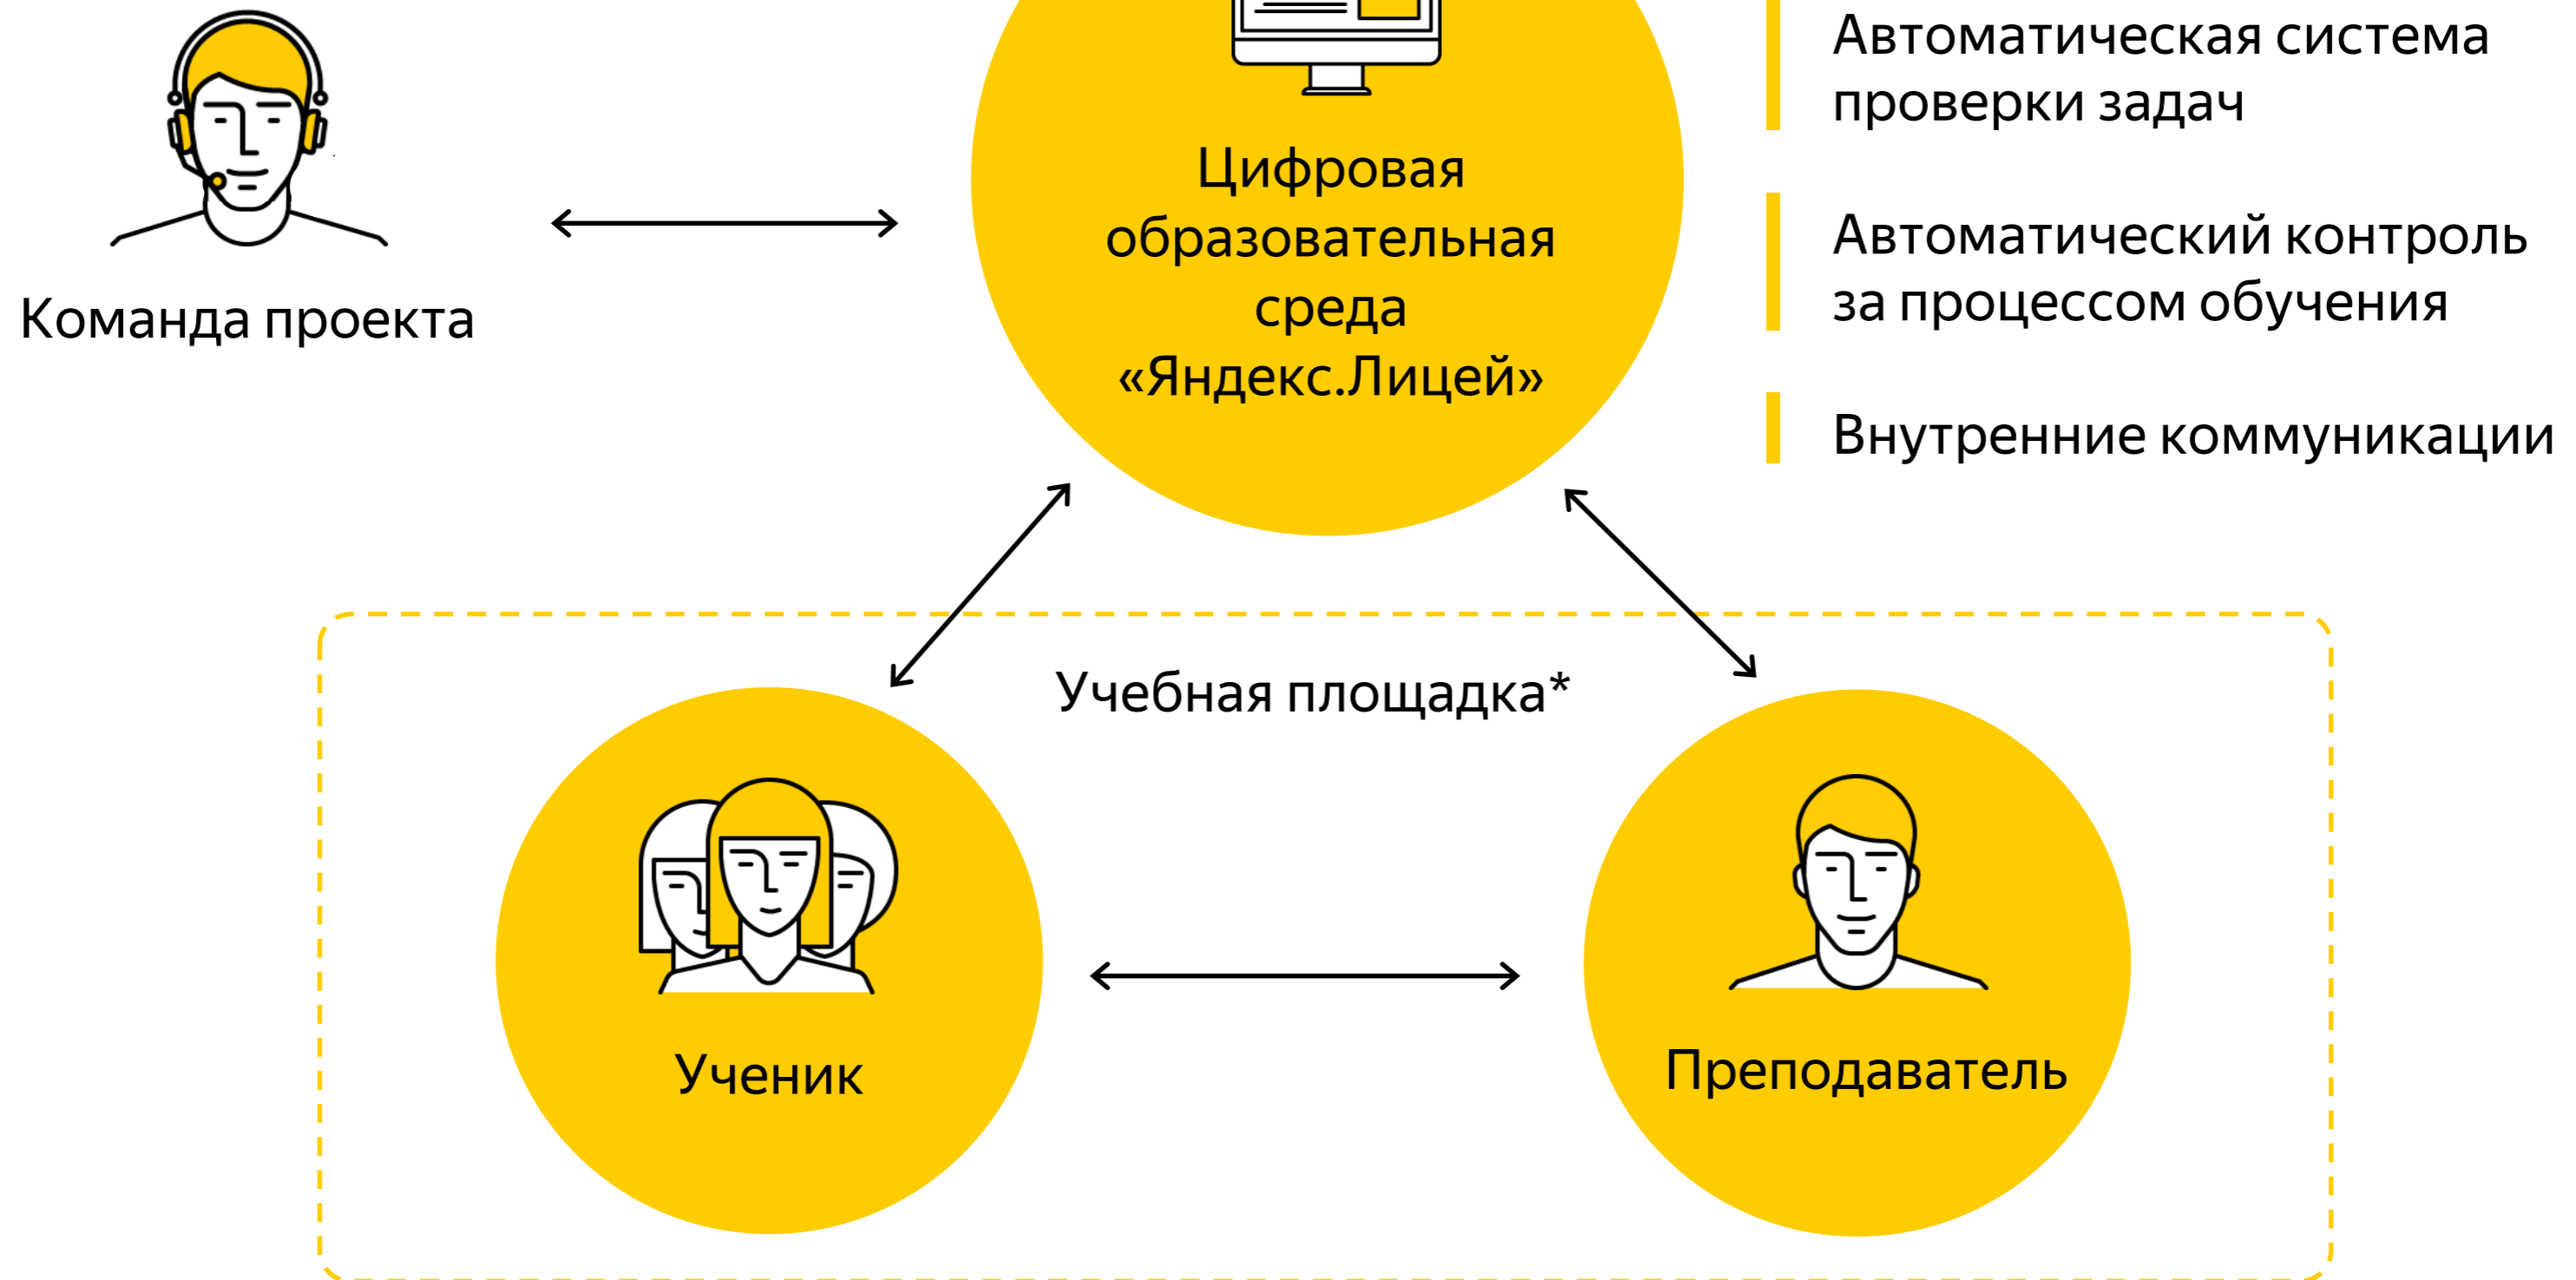 Автоматическая система
проверки задач
Цифровая
образовательная
среда
«Яндекс.Лицей»
Автоматический контроль
за процессом обучения
Команда проекта
Внутренние коммуникации
Учебная площадка*
Ученик
Преподаватель